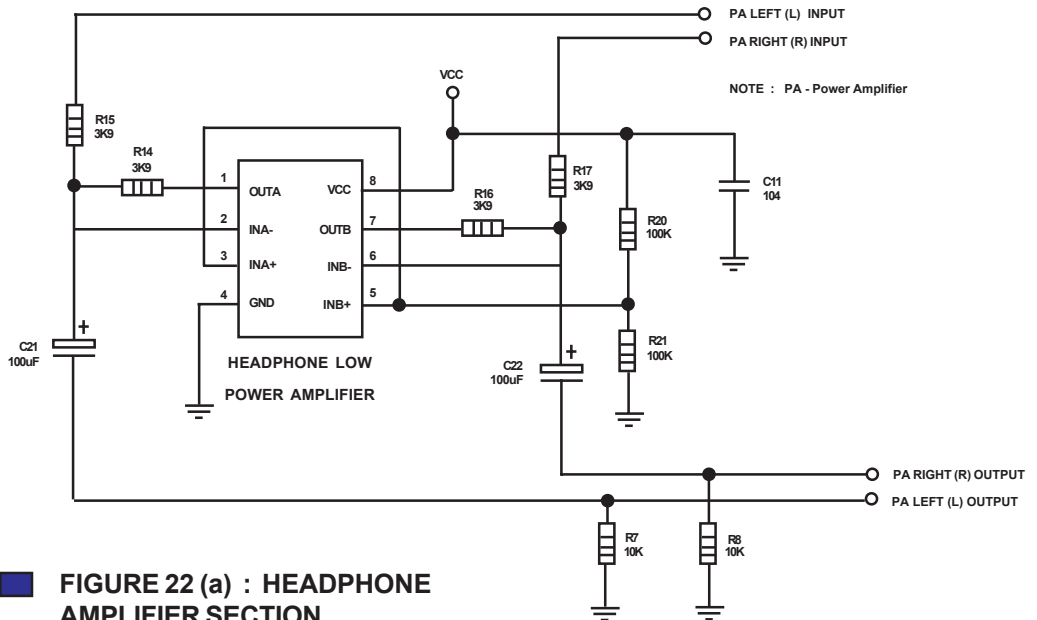 PA LEFT (L) INPUT
PA RIGHT (R) INPUT
VCC
NOTE : PA - Power Amplifier
R15
3K9
R14
3K9
R17
3K9
R16
3K9
C11
104
R20
100K
1
OUTA
VCC
8
2
INA-
OUTB
7
3
INA+
INB-
6
4
GND
INB+
5
+
C21
100uF
HEADPHONE LOW
POWER AMPLIFIER
+
C22
100uF
R21
100K
PA RIGHT (R) OUTPUT
PA LEFT (L) OUTPUT
R7
10K
R8
10K
FIGURE 22 (a) : HEADPHONE
AMPLIFIER SECTION